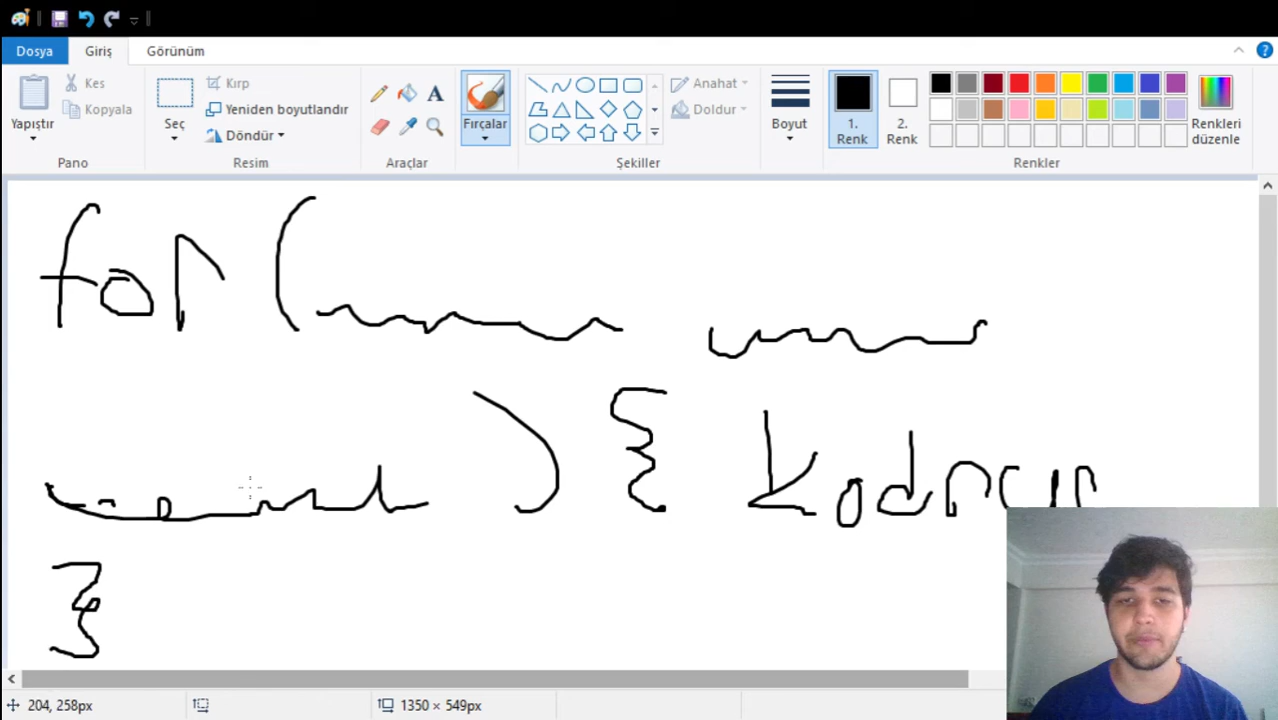 Dosya Giriş Görünüm
Yapıştır
Kes
Kopyala
Pano
Seç
Kırp
Yeniden boyutlandır
Döndür
Resim
A
Araçlar
Fırçalar
Şekiller
Anahat
Doldur
Boyut
1. Renk
2. Renk
Renkleri düzenle
Renkler
for (
) {
}
204, 258px
1350 × 549px